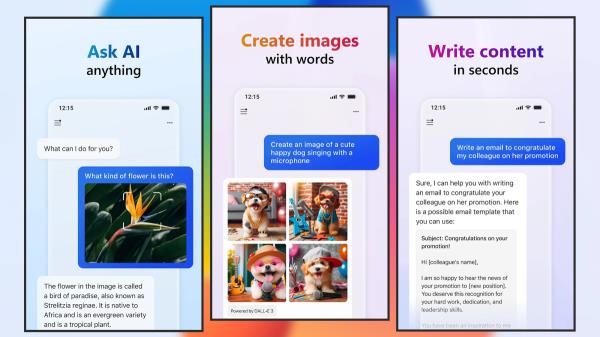 Ask AI
anything
12:15
What can I do for you?
What kind of flower is this?
The flower in the image is called
a bird of paradise, also known as
Strelitzia reginae. It is native to
Africa and is an evergreen variety
and is a tropical plant.
Create images
with words
12:15
Create an image of a cute
happy dog singing with a
microphone
Powered by DALL·E 3
Write content
in seconds
12:15
Write an email to congratulate
my colleague on her promotion
Sure, I can help you with writing
an email to congratulate your
colleague on her promotion. Here
is a possible email template that
you can use:
Subject: Congratulations on your
promotion!
Hi [colleague's name],
I am so happy to hear the news of
your promotion to [new position].
You deserve this recognition for
your hard work, dedication, and
leadership skills.
You have been an inspiration to me